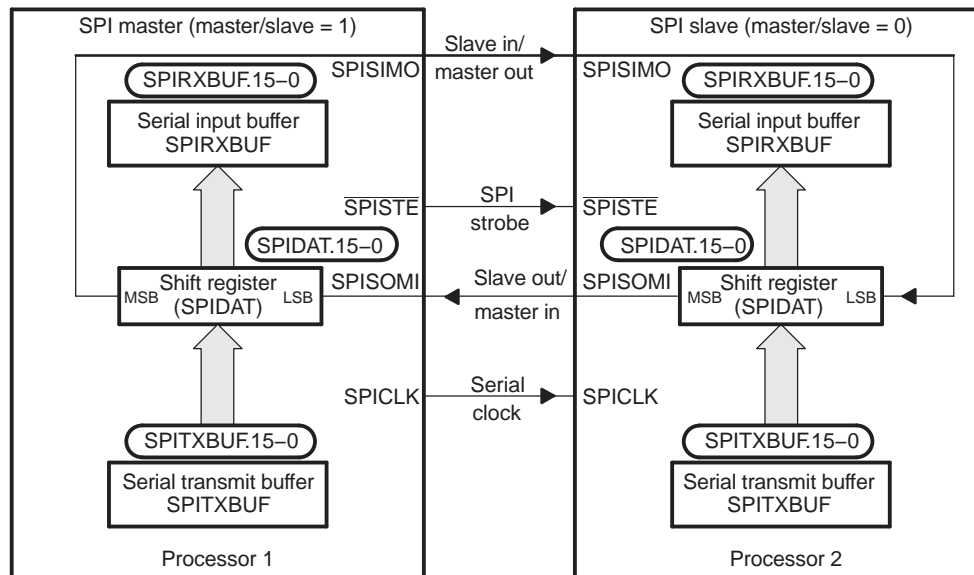 SPI master (master/slave = 1)
SPIRXBUF.15–0
Serial input buffer
SPIRXBUF
SPISIMO
SPISTE
SPIDAT.15–0
MSB
Shift register
(SPIDAT)
LSB
SPISOMI
SPICLK
SPITXBUF.15–0
Serial transmit buffer
SPITXBUF
Processor 1
Slave in/
master out
SPI
strobe
Slave out/
master in
Serial
clock
SPI slave (master/slave = 0)
SPISIMO
SPIRXBUF.15–0
Serial input buffer
SPIRXBUF
SPISTE
SPIDAT.15–0
SPISOMI
MSB
Shift register
(SPIDAT)
LSB
SPICLK
SPITXBUF.15–0
Serial transmit buffer
SPITXBUF
Processor 2